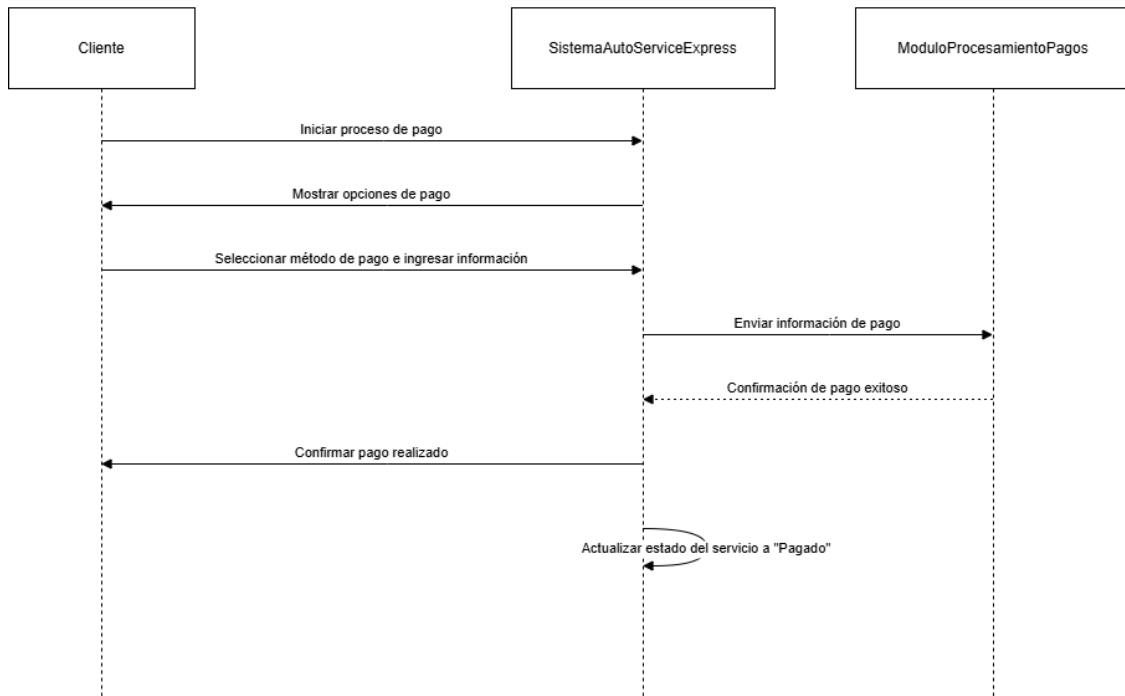 Cliente
SistemaAutoServiceExpress
ModuloProcesamientoPagos
Iniciar proceso de pago
Mostrar opciones de pago
Seleccionar método de pago e ingresar información
Enviar información de pago
Confirmación de pago exitoso
Confirmar pago realizado
Actualizar estado del servicio a "Pagado"